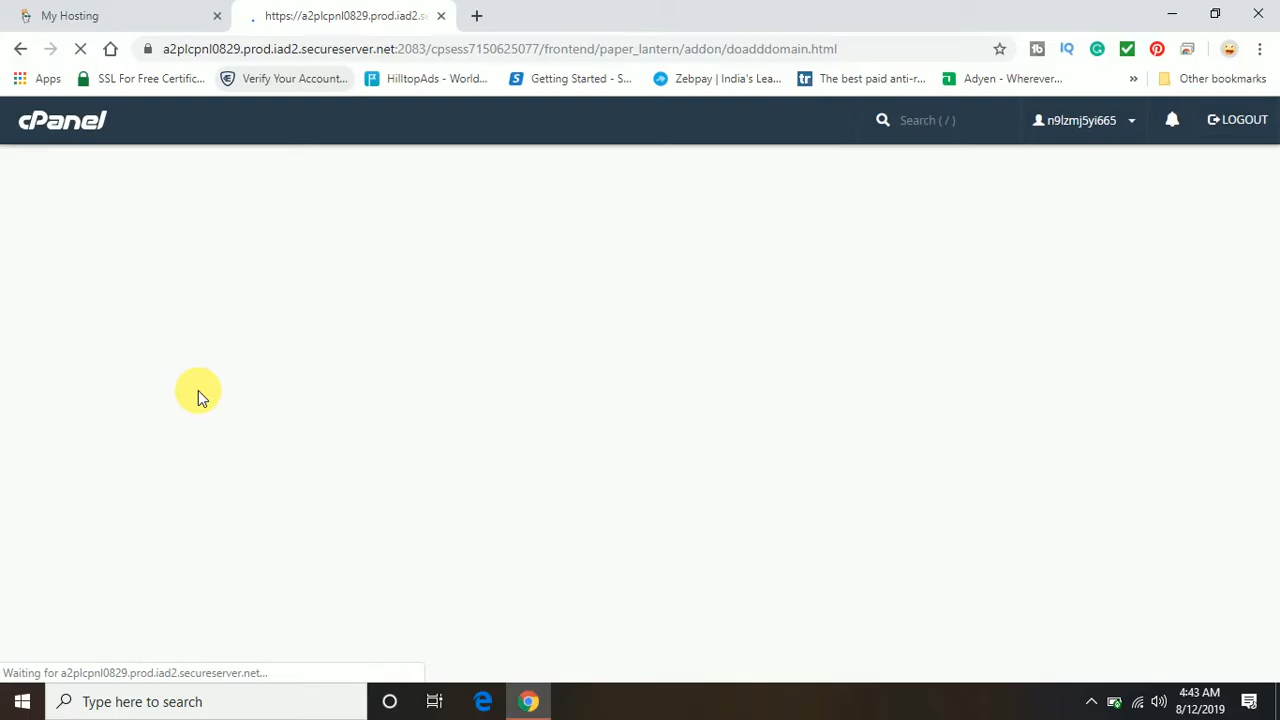 My Hosting
https://a2plcpnl0829.prod.iad2.se
a2plcpnl0829.prod.iad2.secureserver.net:2083/cpsess7150625077/frontend/paper_lantern/addon/doadddomain.html
IQ
Apps
SSL For Free Certific...
Verify Your Account...
HilltopAds - World...
S
Getting Started - S...
Zebpay | India's Lea...
tr
The best paid anti-r...
Adyen - Wherever...
»
Other bookmarks
cPanel
Search ( / )
n9lzmj5yi665
LOGOUT
Waiting for a2plcpnl0829.prod.iad2.secureserver.net...
Type here to search
4:43 AM
8/12/2019